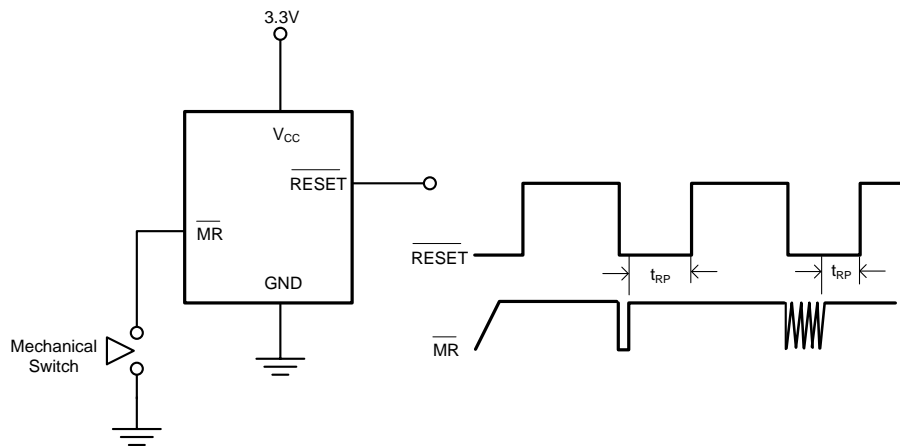 3.3V
VCC
RESET
MR
GND
Mechanical
Switch
RESET
tRP
tRP
MR